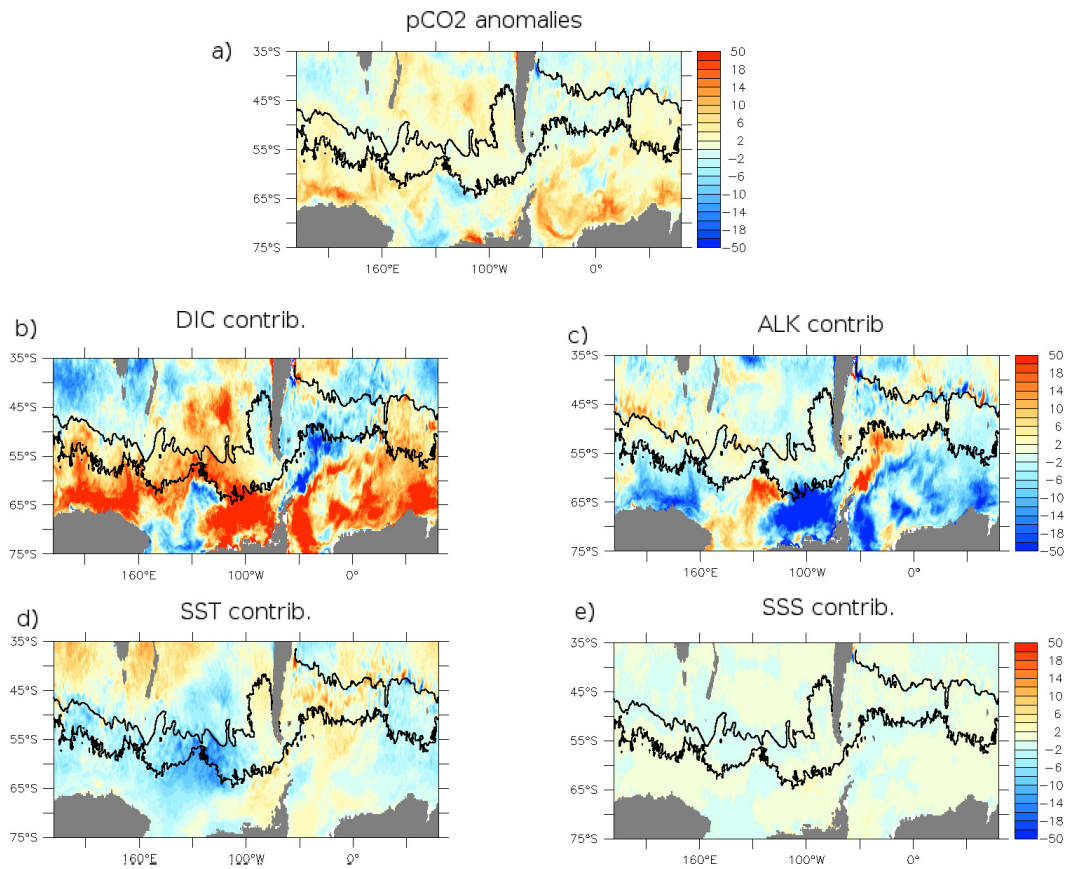 pCO2 anomalies
a)
35°S
45°S
55°S
65°S
75°S
160°E
100°W
0°
50
18
14
10
6
2
−2
−6
−10
−14
−18
−50
b)
DIC contrib.
35°S
45°S
55°S
65°S
75°S
160°E
100°W
0°
c)
ALK contrib
35°S
45°S
55°S
65°S
75°S
160°E
100°W
0°
50
18
14
10
6
2
−2
−6
−10
−14
−18
−50
d)
SST contrib.
35°S
45°S
55°S
65°S
75°S
160°E
100°W
0°
e)
SSS contrib.
35°S
45°S
55°S
65°S
75°S
160°E
100°W
0°
50
18
14
10
6
2
−2
−6
−10
−14
−18
−50